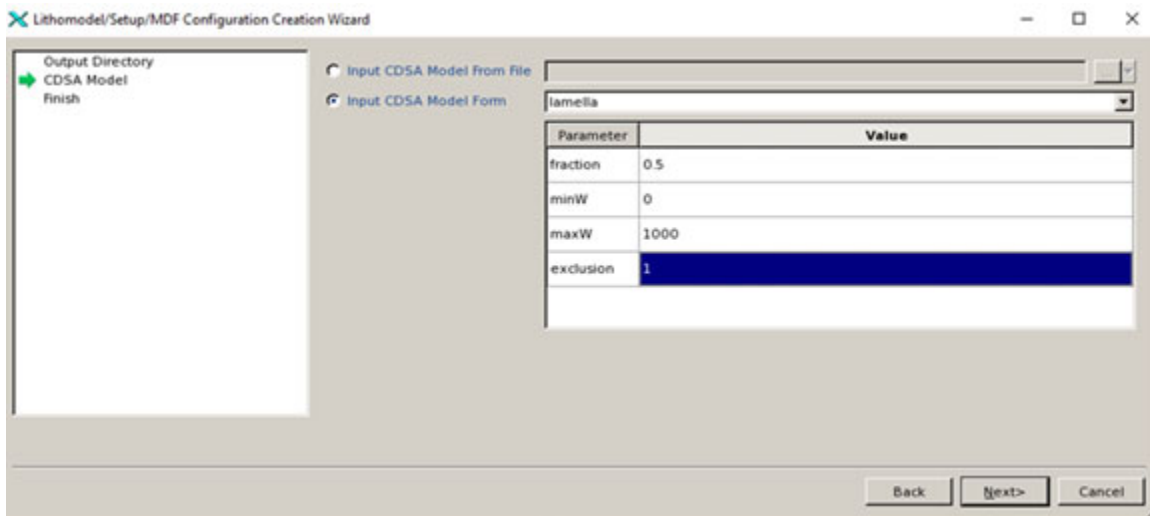 Lithomodel/Setup/MDF Configuration Creation Wizard
Output Directory
CDSA Model
Finish
Input CDSA Model From File
...
Input CDSA Model Form
lamella
Parameter Value
fraction 0.5
minW 0
maxW 1000
exclusion 1
Back Next> Cancel